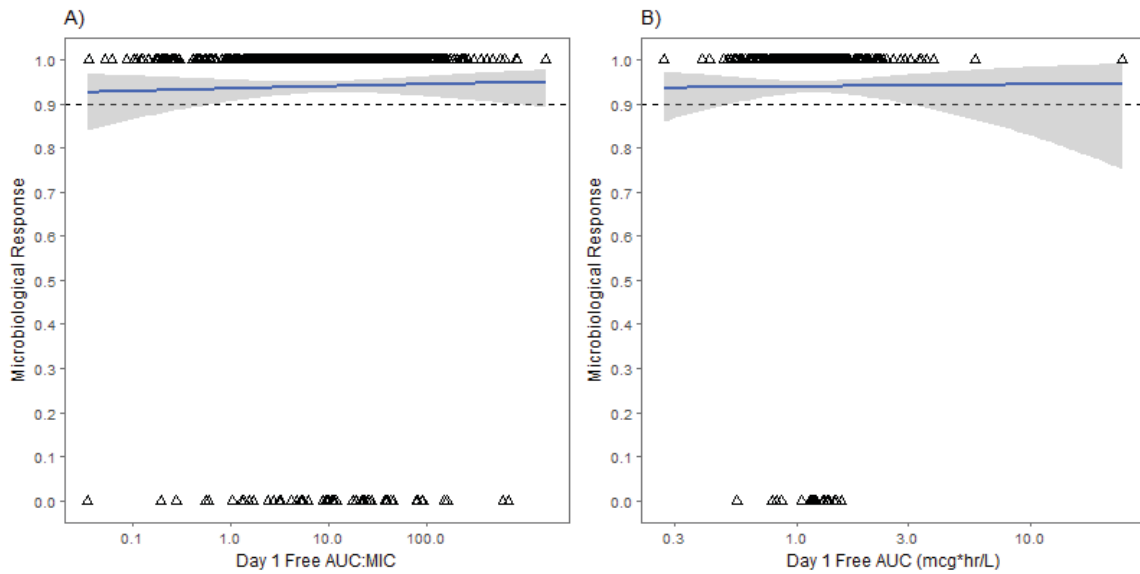 A)
Microbiological Response
1.0
0.9
0.8
0.7
0.6
0.5
0.4
0.3
0.2
0.1
0.0
0.1 1.0 10.0 100.0
Day 1 Free AUC:MIC
B)
Microbiological Response
1.0
0.9
0.8
0.7
0.6
0.5
0.4
0.3
0.2
0.1
0.0
0.3 1.0 3.0 10.0
Day 1 Free AUC (mcg*hr/L)